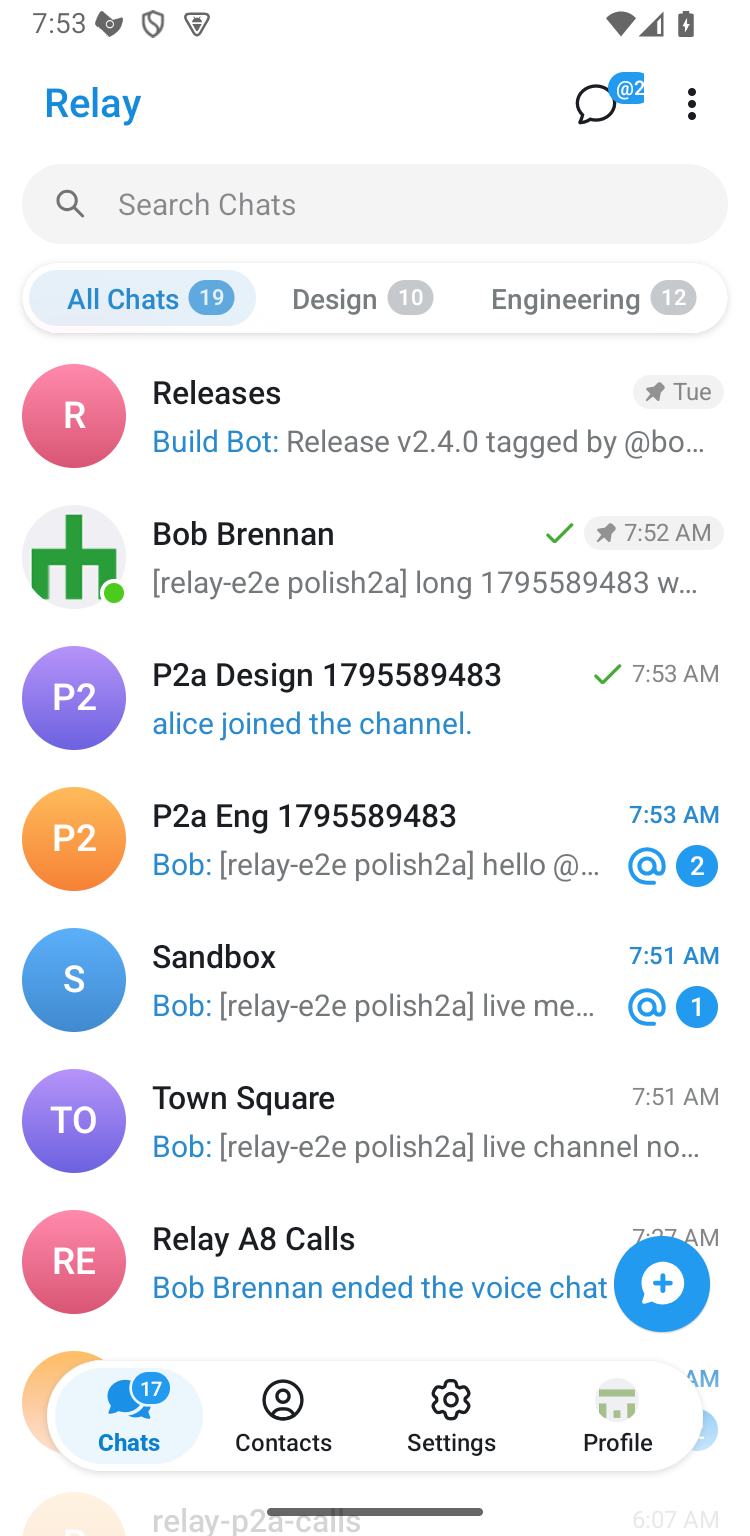 7:53
Relay
@2
Search Chats
All Chats 19 Design 10 Engineering 12
R
Releases
Tue
Build Bot: Release v2.4.0 tagged by @bo…
Bob Brennan
7:52 AM
[relay-e2e polish2a] long 1795589483 w…
P2
P2a Design 1795589483
7:53 AM
alice joined the channel.
P2
P2a Eng 1795589483
7:53 AM
Bob: [relay-e2e polish2a] hello @…
@ 2
S
Sandbox
7:51 AM
Bob: [relay-e2e polish2a] live me…
@ 1
TO
Town Square
7:51 AM
Bob: [relay-e2e polish2a] live channel no…
RE
Relay A8 Calls
7:27 AM
Bob Brennan ended the voice chat
AM
17
Chats Contacts Settings Profile
relay-p2a-calls
6:07 AM